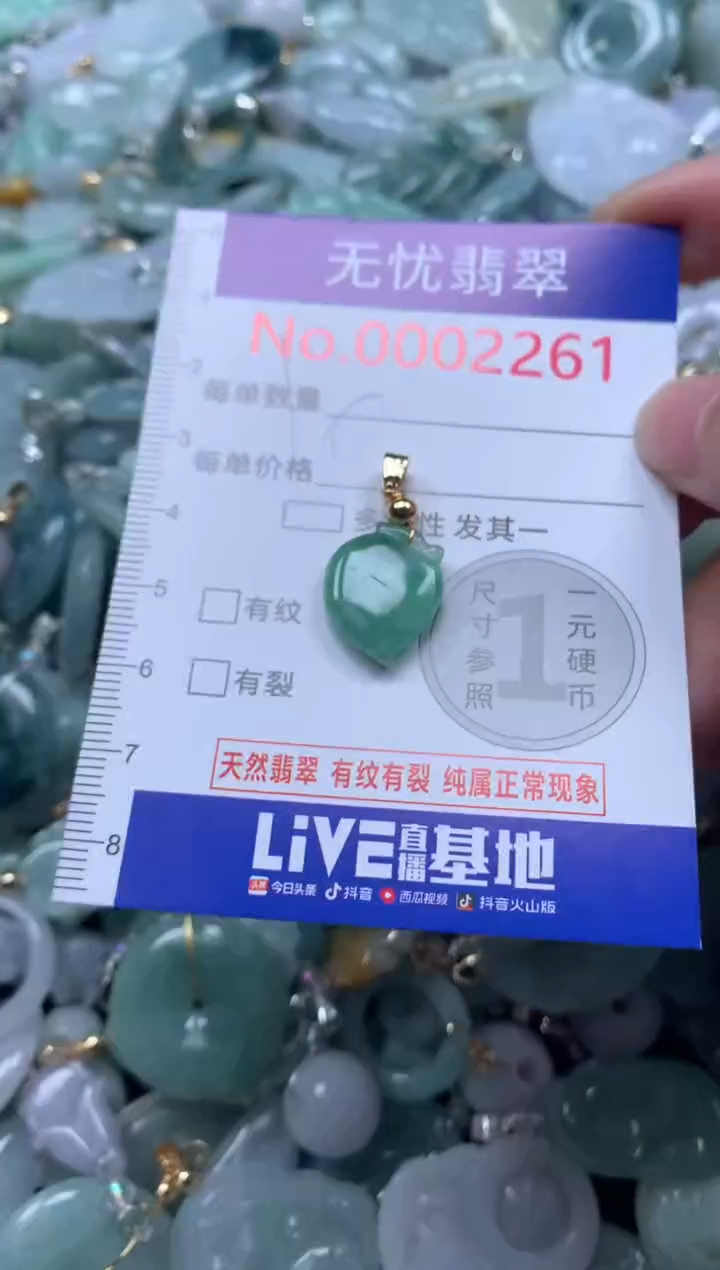 无忧翡翠
No.0002261
2
每单数量
3
每单价格
4
性 发其一
5
有纹
6
有裂
尺寸参照
1
一元硬币
7
天然翡翠 有纹有裂 纯属正常现象
8
LiVE直播基地
头条 今日头条 抖音 西瓜视频 抖音火山版